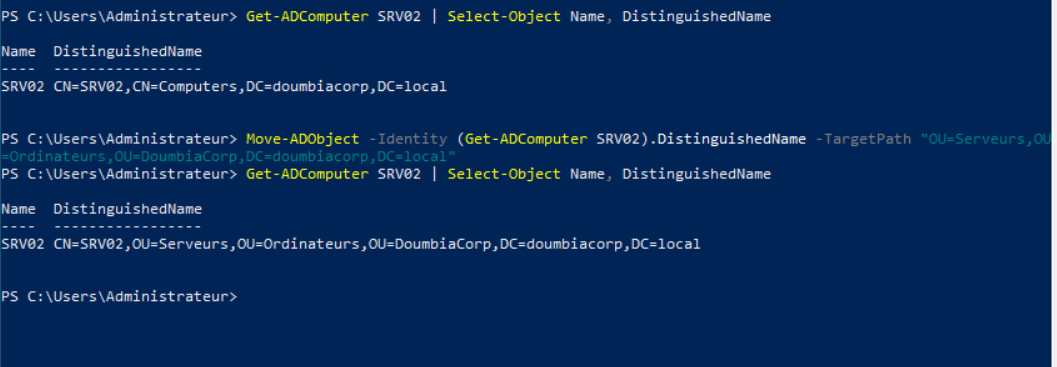 PS C:\Users\Administrateur> Get-ADComputer SRV02 | Select-Object Name, DistinguishedName
Name DistinguishedName
---- -----------------
SRV02 CN=SRV02,CN=Computers,DC=doumbiacorp,DC=local
PS C:\Users\Administrateur> Move-ADObject -Identity (Get-ADComputer SRV02).DistinguishedName -TargetPath "OU=Serveurs,OU
=Ordinateurs,OU=DoumbiaCorp,DC=doumbiacorp,DC=local"
PS C:\Users\Administrateur> Get-ADComputer SRV02 | Select-Object Name, DistinguishedName
Name DistinguishedName
---- -----------------
SRV02 CN=SRV02,OU=Serveurs,OU=Ordinateurs,OU=DoumbiaCorp,DC=doumbiacorp,DC=local
PS C:\Users\Administrateur>